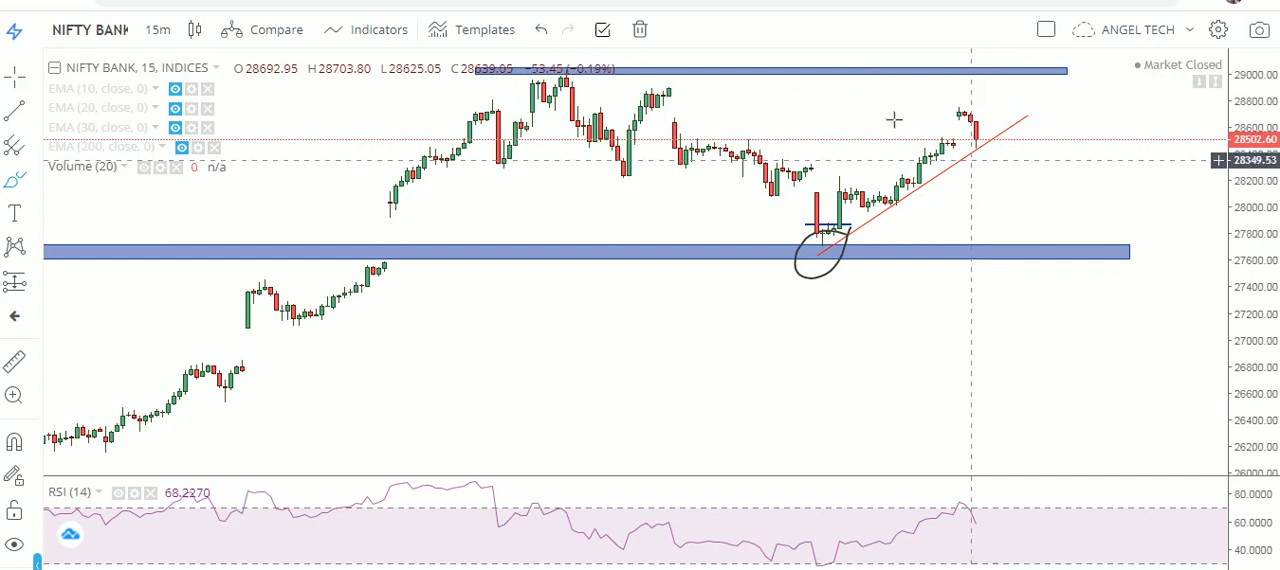 NIFTY BANK 15m Compare Indicators Templates ANGEL TECH
NIFTY BANK, 15, INDICES O 28692.95 H 28703.80 L 28625.05 C 28639.05 −53.45 (−0.19%)
Market Closed
EMA (10, close, 0)
EMA (20, close, 0)
EMA (30, close, 0)
EMA (200, close, 0)
Volume (20) 0 n/a
29000.00
28800.00
28600.00
28502.60
28349.53
28200.00
28000.00
27800.00
27600.00
27400.00
27200.00
27000.00
26800.00
26600.00
26400.00
26200.00
26000.00
RSI (14) 68.2270
80.0000
60.0000
40.0000